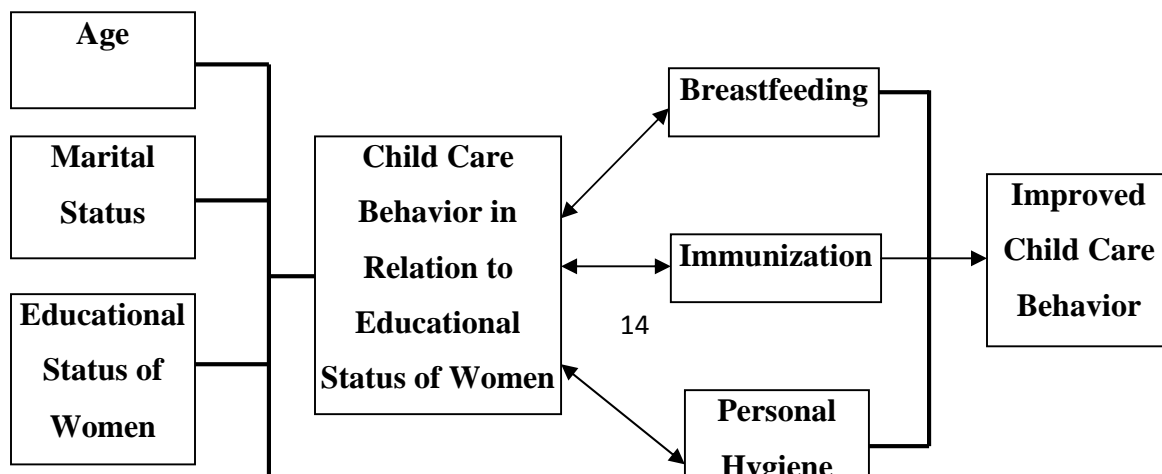 Age
Marital
Status
Educational
Status of
Women
Child Care
Behavior in
Relation to
Educational
Status of Women
Breastfeeding
Immunization
14
Personal
Hygiene
Improved
Child Care
Behavior